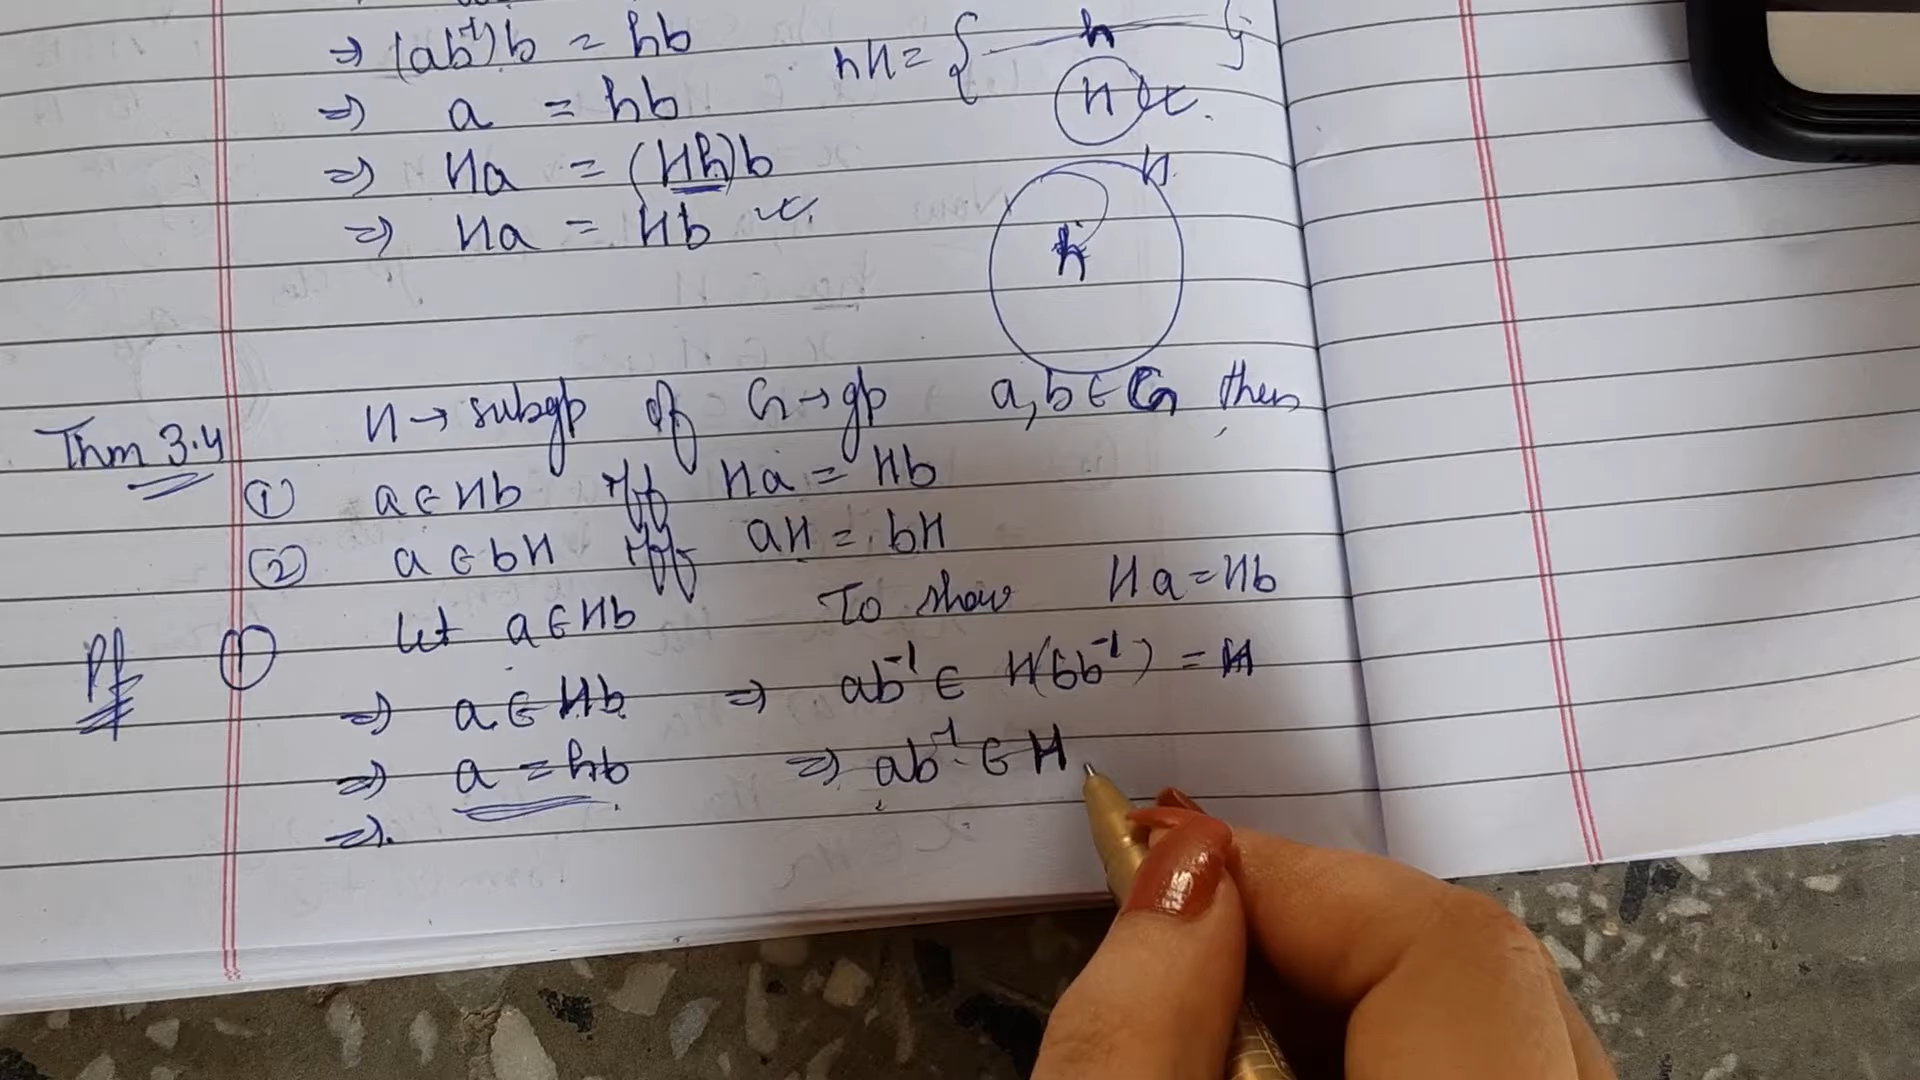 ⇒ (ab⁻¹)b = hb
hH = { h }
⇒ a = hb
H
⇒ Ha = (Hh)b
H
⇒ Ha = Hb
h
Thm 3.4 H → subgp of G → gp a, b ∈ G then
① a ∈ Hb iff Ha = Hb
② a ∈ bH iff aH = bH
Pf ① Let a ∈ Hb To show Ha = Hb
⇒ a ∈ Hb ⇒ ab⁻¹ ∈ H(bb⁻¹) = H
⇒ a = hb ⇒ ab⁻¹ ∈ H
⇒